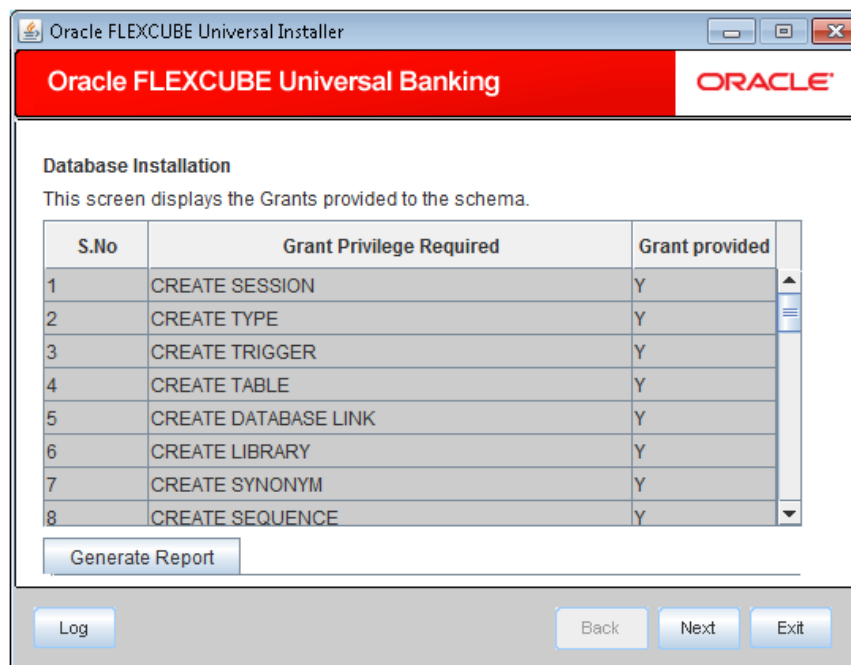 Oracle FLEXCUBE Universal Installer
Oracle FLEXCUBE Universal Banking
ORACLE
Database Installation
This screen displays the Grants provided to the schema.
S.No Grant Privilege Required Grant provided
1 CREATE SESSION Y
2 CREATE TYPE Y
3 CREATE TRIGGER Y
4 CREATE TABLE Y
5 CREATE DATABASE LINK Y
6 CREATE LIBRARY Y
7 CREATE SYNONYM Y
8 CREATE SEQUENCE Y
Generate Report
Log Back Next Exit